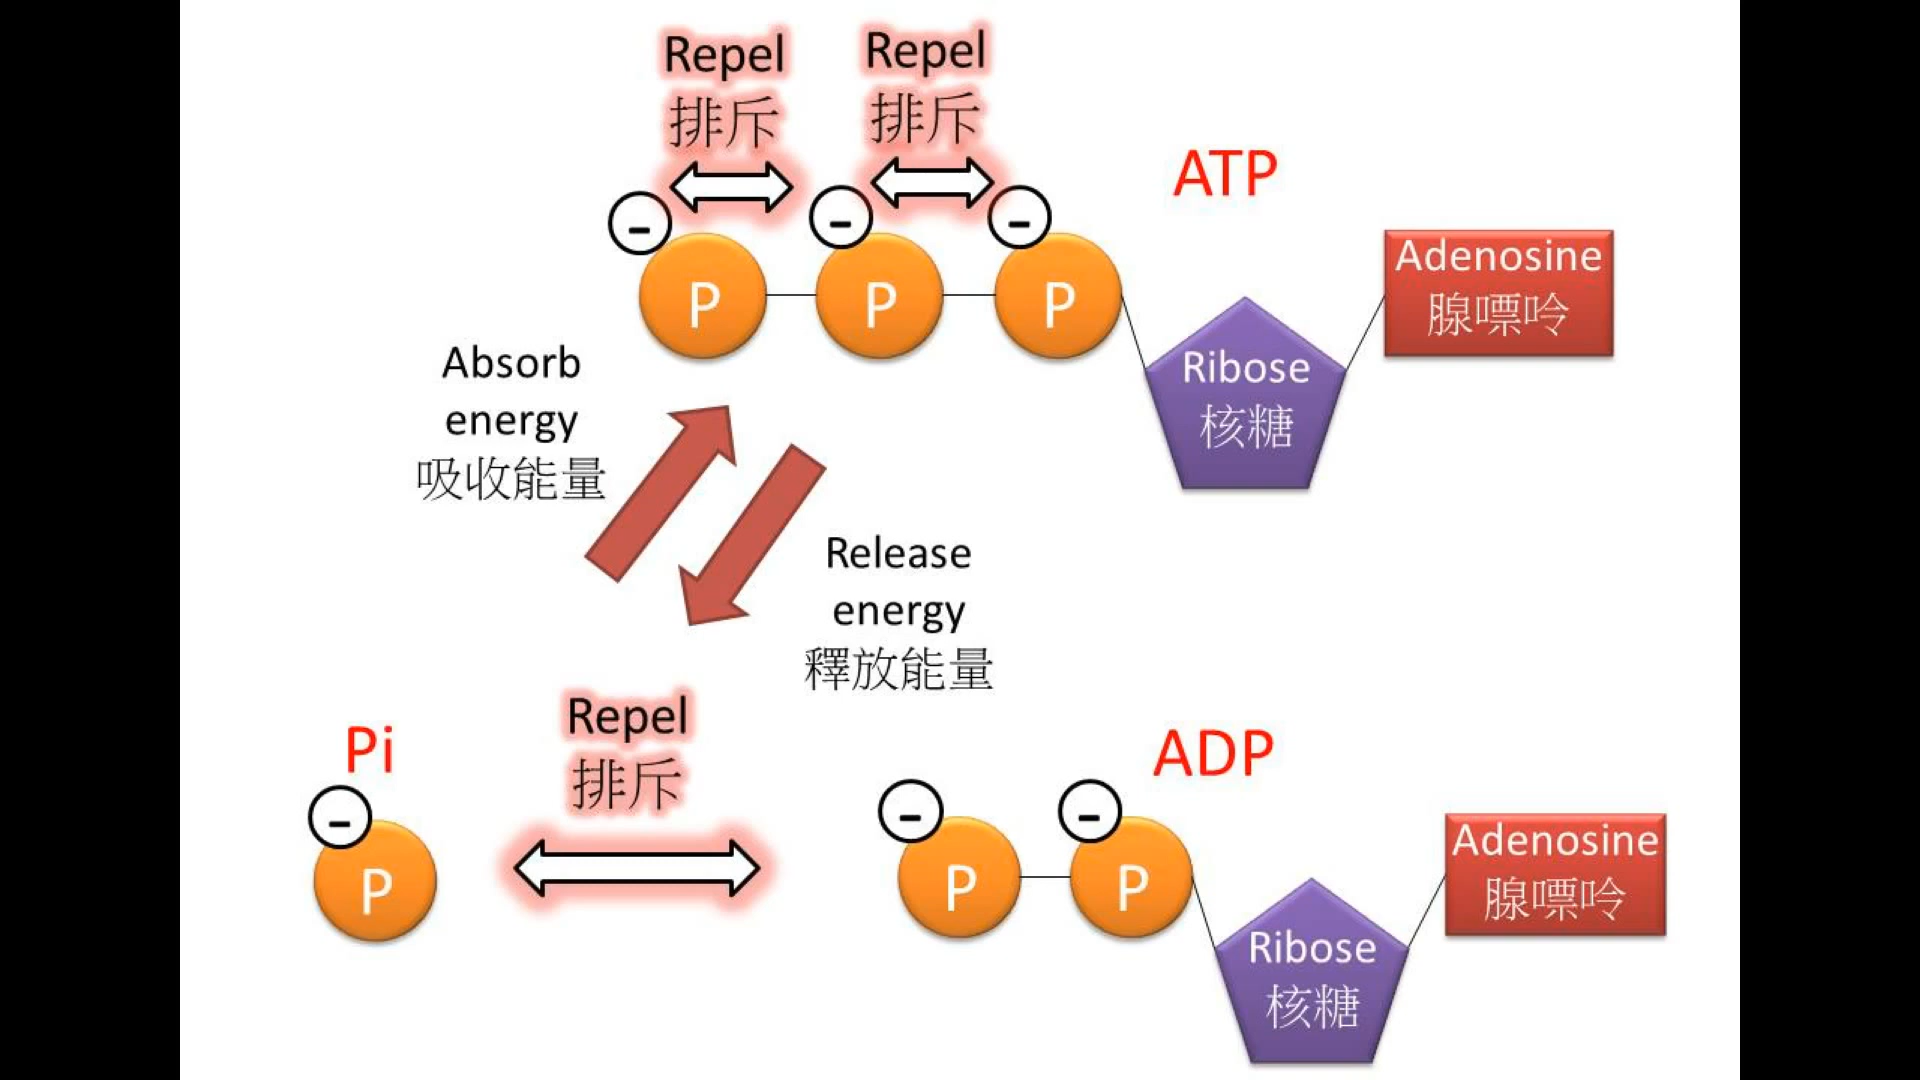 Repel
排斥
Repel
排斥
ATP
-
-
-
P
P
P
Adenosine
腺嘌呤
Ribose
核糖
Absorb
energy
吸收能量
Release
energy
釋放能量
Pi
Repel
排斥
ADP
-
-
-
P
P
P
Adenosine
腺嘌呤
Ribose
核糖